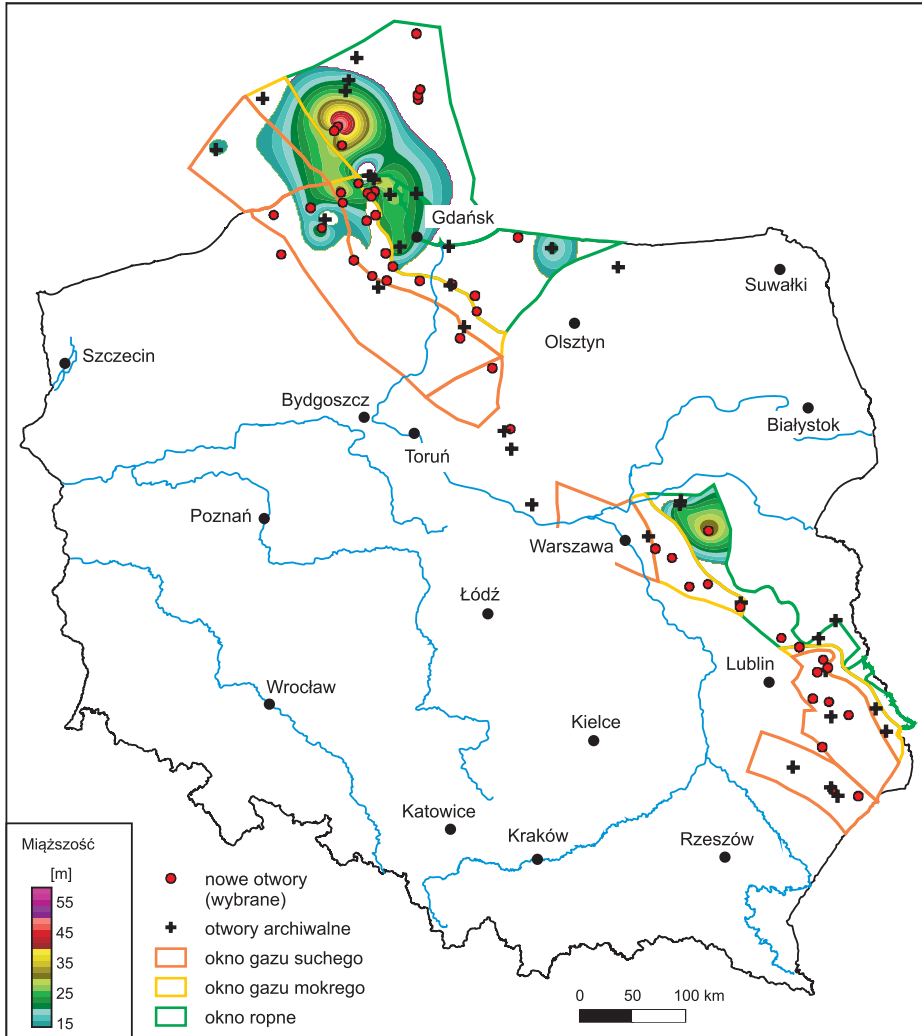 Gdańsk
Suwałki
Olsztyn
Szczecin
Bydgoszcz
Białystok
Toruń
Poznań
Warszawa
Łódź
Lublin
Wrocław
Kielce
Katowice
Kraków
Rzeszów
Miąższość
[m]
55
45
35
25
15
nowe otwory
(wybrane)
otwory archiwalne
okno gazu suchego
okno gazu mokrego
okno ropne
0 50 100 km